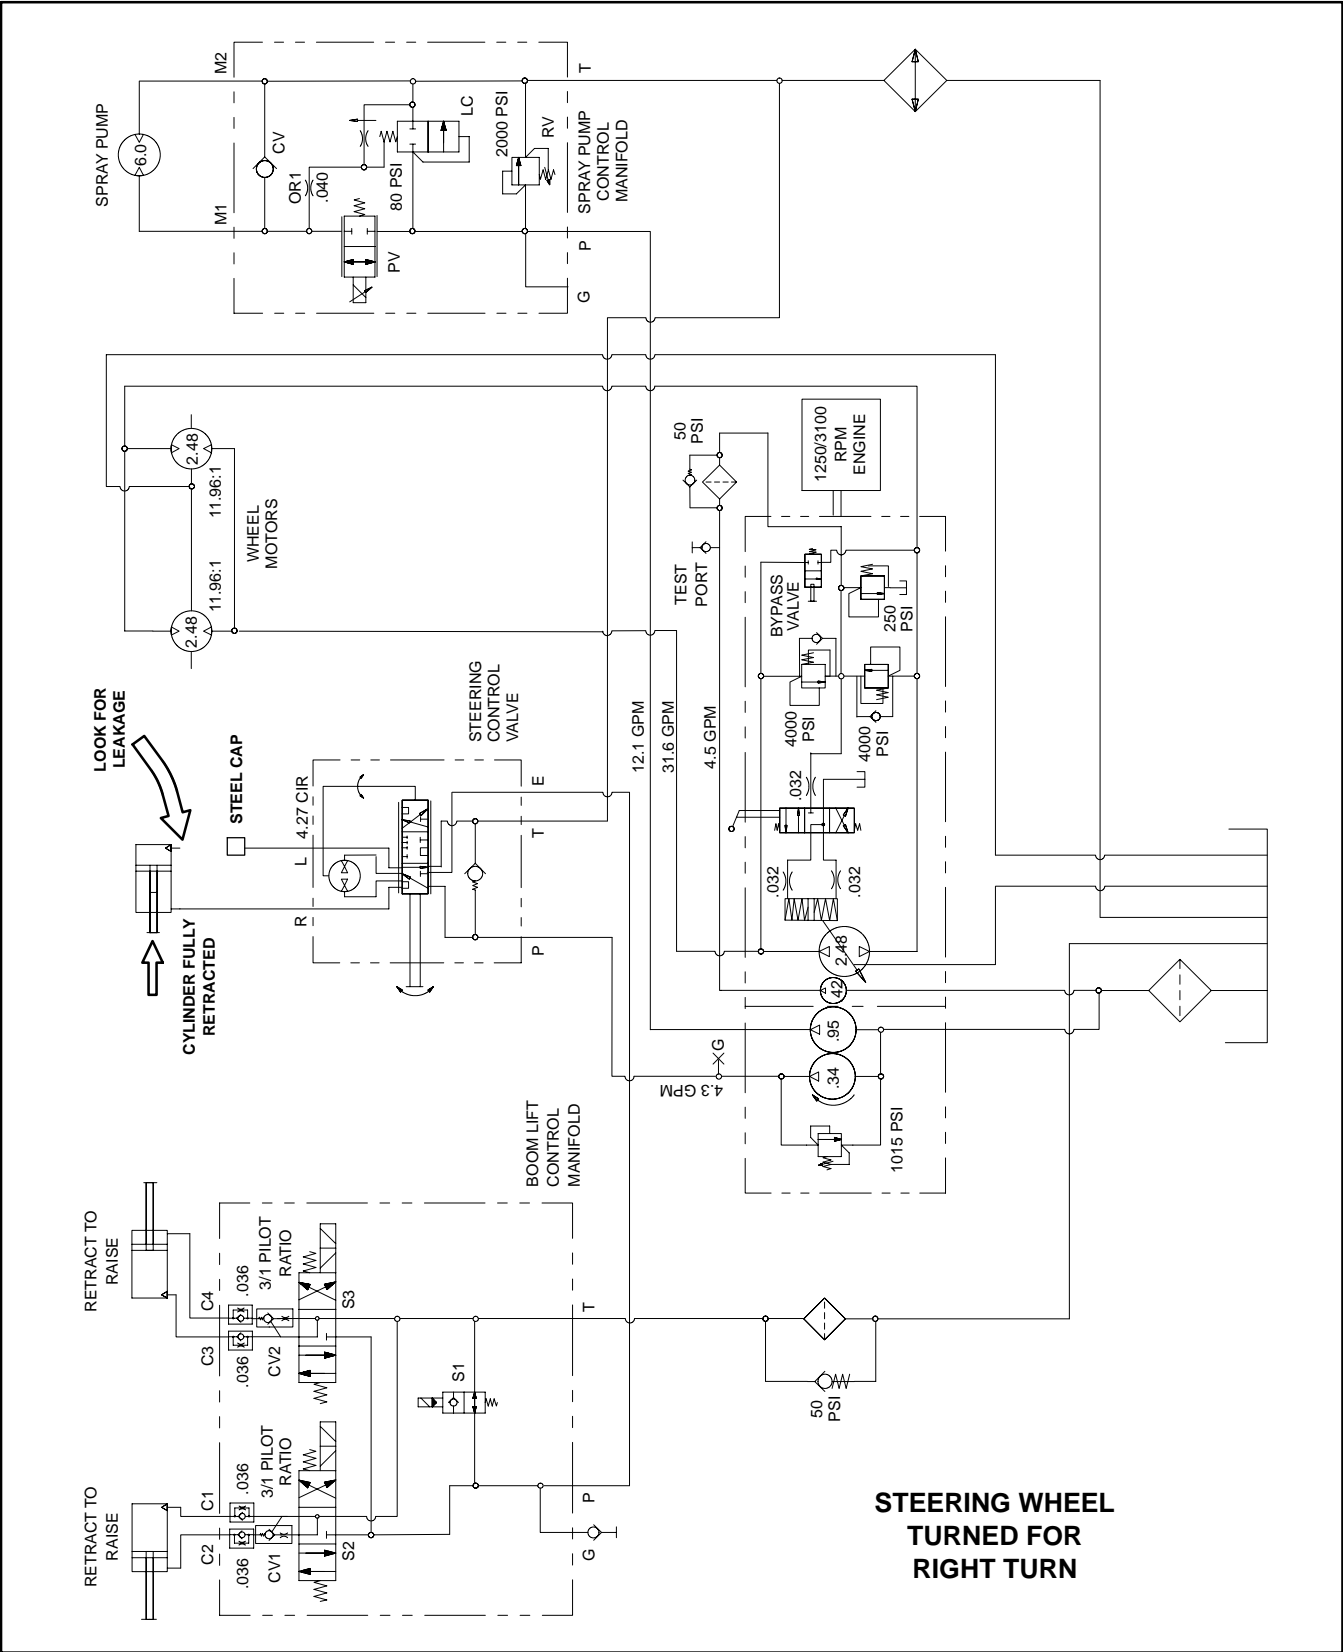 SPRAY PUMP
6.0
M1
M2
CV
OR1
.040
80 PSI
LC
PV
2000 PSI
RV
G
P
T
SPRAY PUMP
CONTROL
MANIFOLD
2.48
2.48
11.96:1
11.96:1
WHEEL
MOTORS
LOOK FOR
LEAKAGE
STEEL CAP
CYLINDER FULLY
RETRACTED
R
L
4.27 CIR
STEERING
CONTROL
VALVE
P
T
E
12.1 GPM
31.6 GPM
4.5 GPM
50
PSI
TEST
PORT
1250/3100
RPM
ENGINE
BYPASS
VALVE
250
PSI
4000
PSI
4000
PSI
.032
.032
.032
2.48
.42
.95
.34
G
4.3 GPM
1015 PSI
BOOM LIFT
CONTROL
MANIFOLD
RETRACT TO
RAISE
C3
C4
.036
.036
3/1 PILOT
RATIO
CV2
S3
RETRACT TO
RAISE
C2
C1
.036
.036
3/1 PILOT
RATIO
CV1
S2
S1
T
P
G
50
PSI
STEERING WHEEL
TURNED FOR
RIGHT TURN